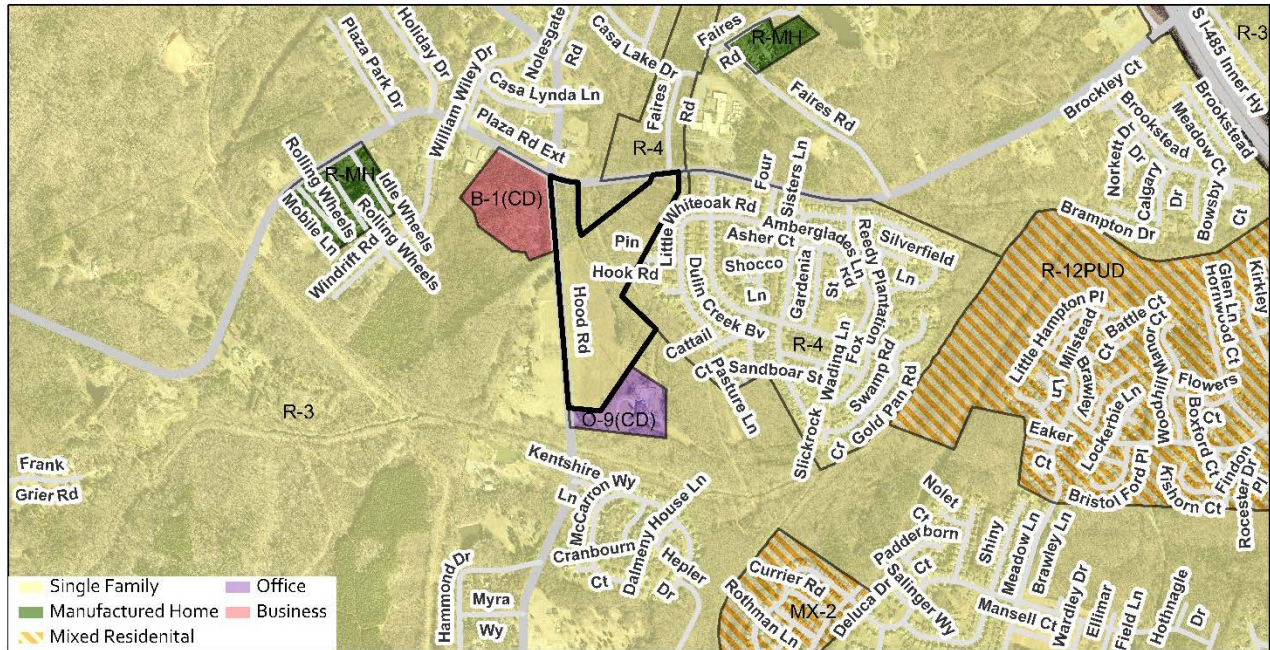 Plaza Park Dr
Holiday Dr
William Wiley Dr
Nolesgate
Rd
Casa Lynda Ln
Casa Lake Dr
Faires
Rd
R-MH
Faires
Rd
Faires Rd
R-4
Plaza Rd Ext
S I-485 Inner Hy
R-3
Brockley Ct
Brookstead
Meadow Ct
Brookstead
Dr
Norkett Dr
Calgary
Dr
Bowsby
Ct
Brampton Dr
R-MH
Rolling Wheels
Mobile Ln
Idle Wheels
Rolling Wheels
Windrift Rd
B-1(CD)
Four
Sisters Ln
Little Whiteoak Rd
Pin
Hook Rd
Amberglades Ln
Asher Ct
Shocco
Ln
Gardenia
St
Rd
Reedy Plantation
Silverfield
Ln
Dulin Creek Bv
Hood Rd
Cattail
Ct
Pasture Ln
Sandboar St
R-4
Wading Ln
Fox
Swamp Rd
Gold Pan Rd
Slickrock
Cr
R-12PUD
Little Hampton Pl
Ln
Milstead
Ct
Battle Ct
Brawley
Lockerbie Ln
Woodhill Manor
Ct
Flowers
Ct
Boxford Ct
Glen Ln
Hornwood Ct
Kirkley
Eaker
Ct
Bristol Ford Pl
Kishorn Ct
Findon
Pl
Rocester Dr
R-3
O-9(CD)
Frank
Grier Rd
Kentshire
Ln
McCarron Wy
Dalmeny House Ln
Cranbourn
Ct
Hepler
Dr
Hammond Dr
Myra
Wy
Nolet
Ct
Padderborn
Ct
Shiny
Meadow Ln
Brawley Ln
Currier Rd
Rothman Ln
MX-2
Deluca Dr
Salinger Wy
Mansell Ct
Wardley Dr
Ellimar
Field Ln
Hothnagle
Dr
Single Family
Office
Manufactured Home
Business
Mixed Residenital